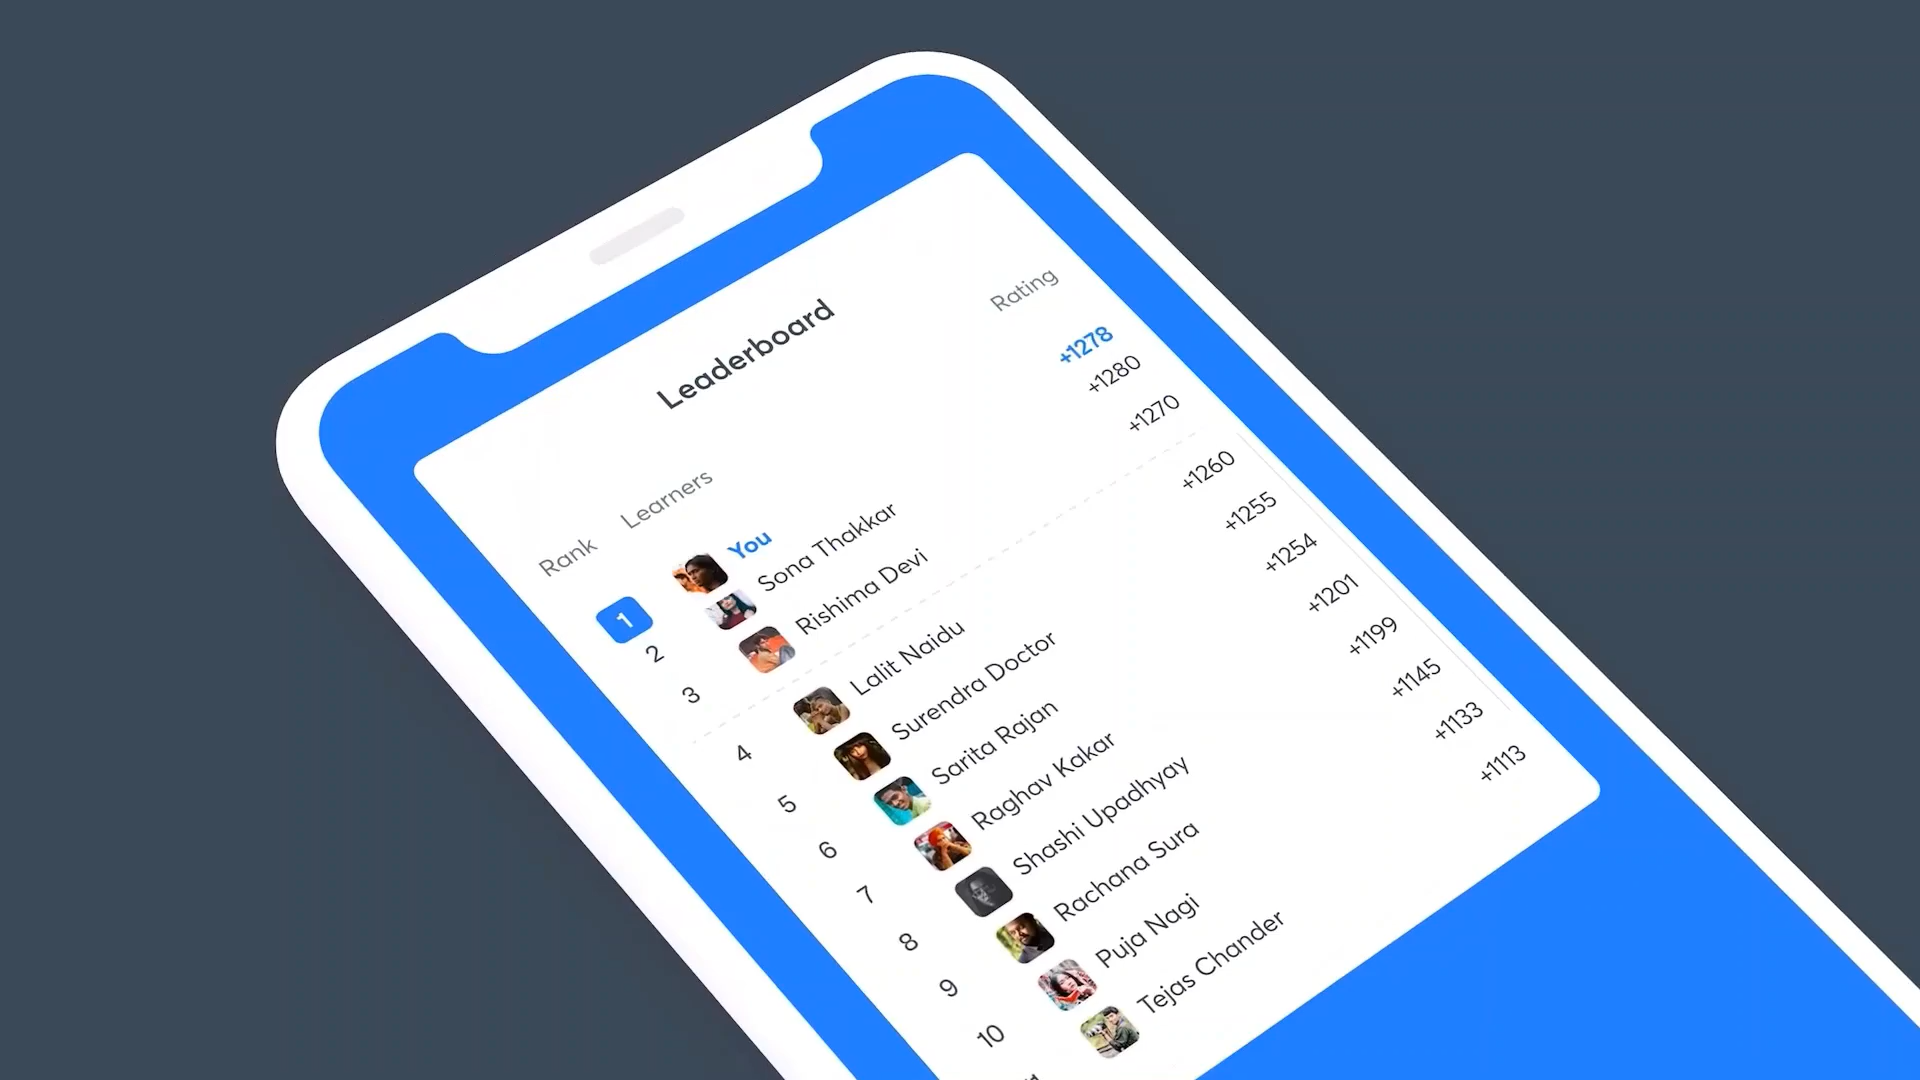 Leaderboard
Rank Learners Rating
1 You +1278
2 Sona Thakkar +1280
3 Rishima Devi +1270
4 Lalit Naidu +1260
5 Surendra Doctor +1255
6 Sarita Rajan +1254
7 Raghav Kakar +1201
8 Shashi Upadhyay +1199
9 Rachana Sura +1145
10 Puja Nagi +1133
Tejas Chander +1113